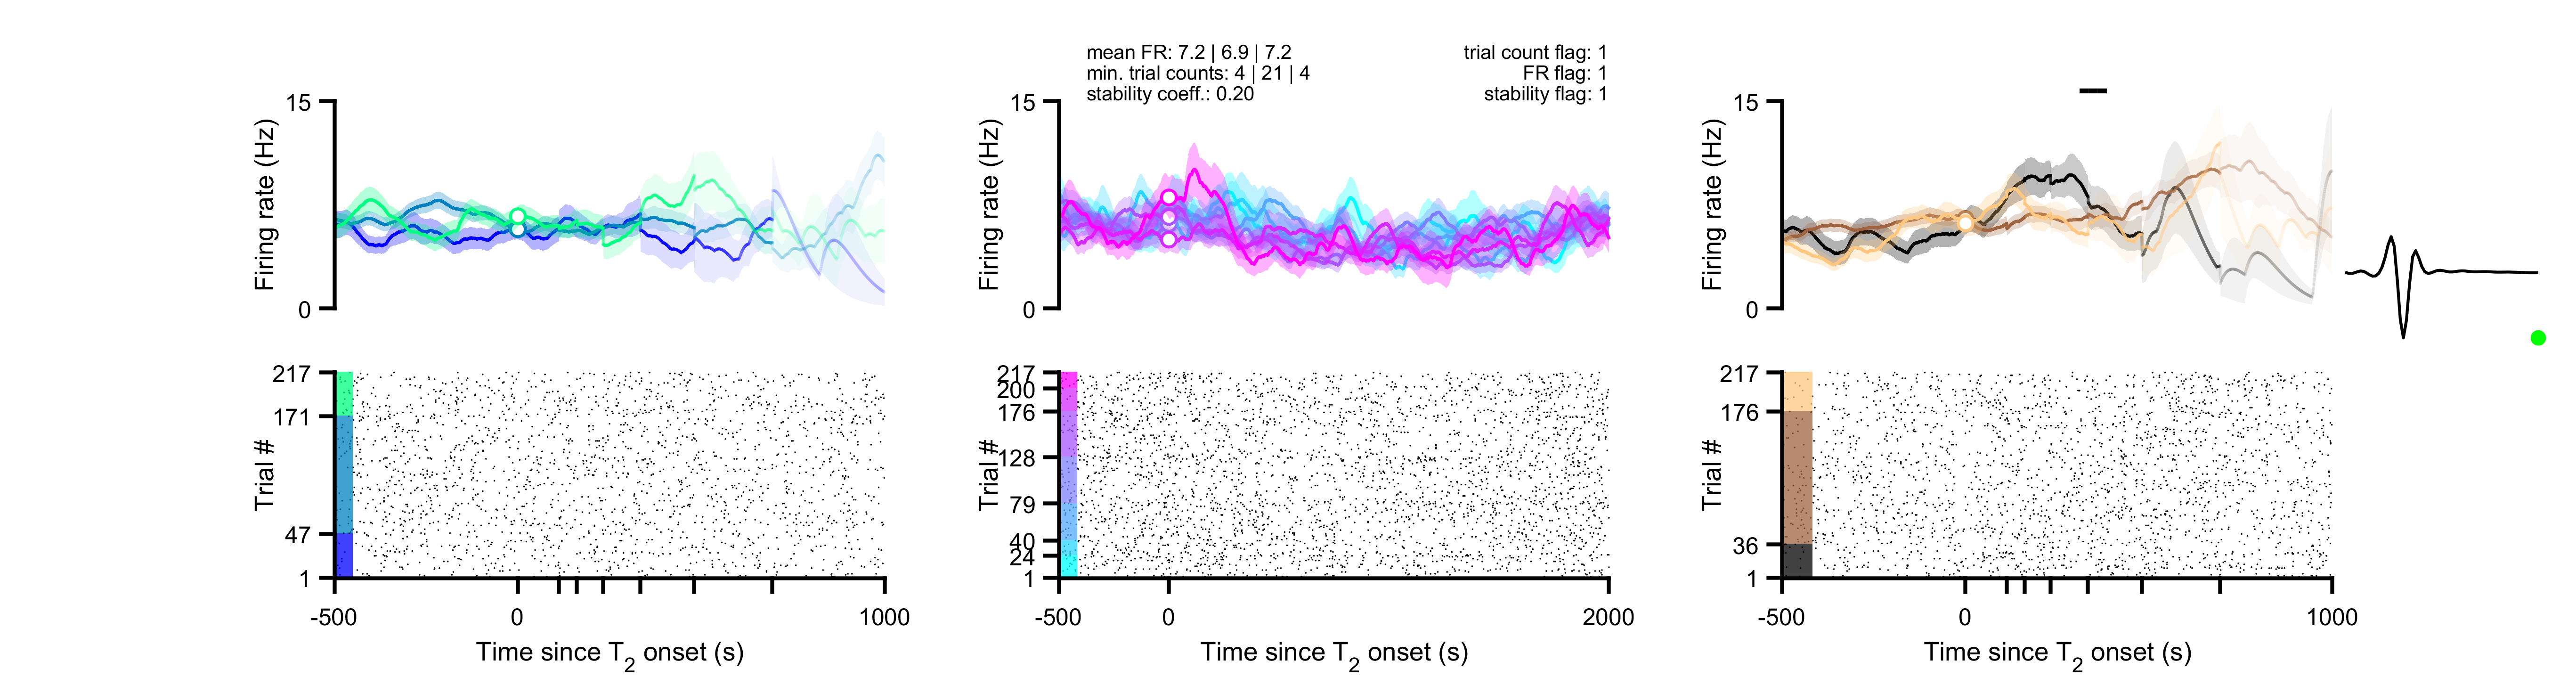 mean FR: 7.2 | 6.9 | 7.2
min. trial counts: 4 | 21 | 4
stability coeff.: 0.20
trial count flag: 1
FR flag: 1
stability flag: 1
15
Firing rate (Hz)
0
217
171
Trial #
47
1
-500
0
1000
Time since T2 onset (s)
15
Firing rate (Hz)
0
217
200
176
Trial #
128
79
40
24
1
-500
0
2000
Time since T2 onset (s)
15
Firing rate (Hz)
0
217
176
Trial #
36
1
-500
0
1000
Time since T2 onset (s)